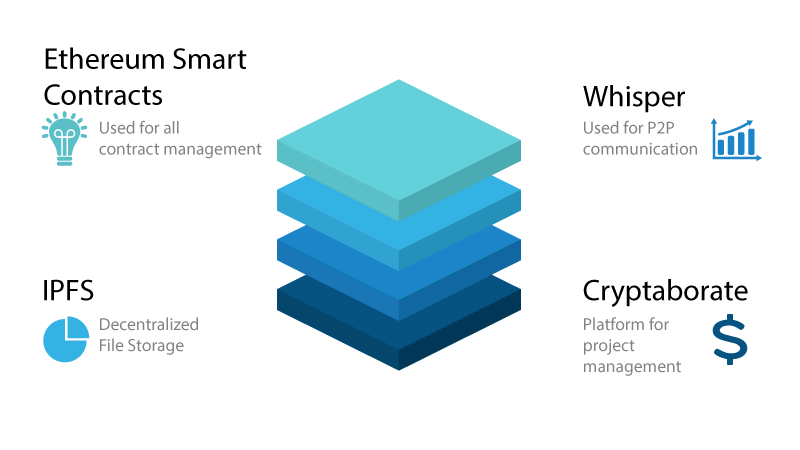 Ethereum Smart
Contracts
Used for all
contract management
Whisper
Used for P2P
communication
IPFS
Decentralized
File Storage
Cryptaborate
Platform for
project
management
$